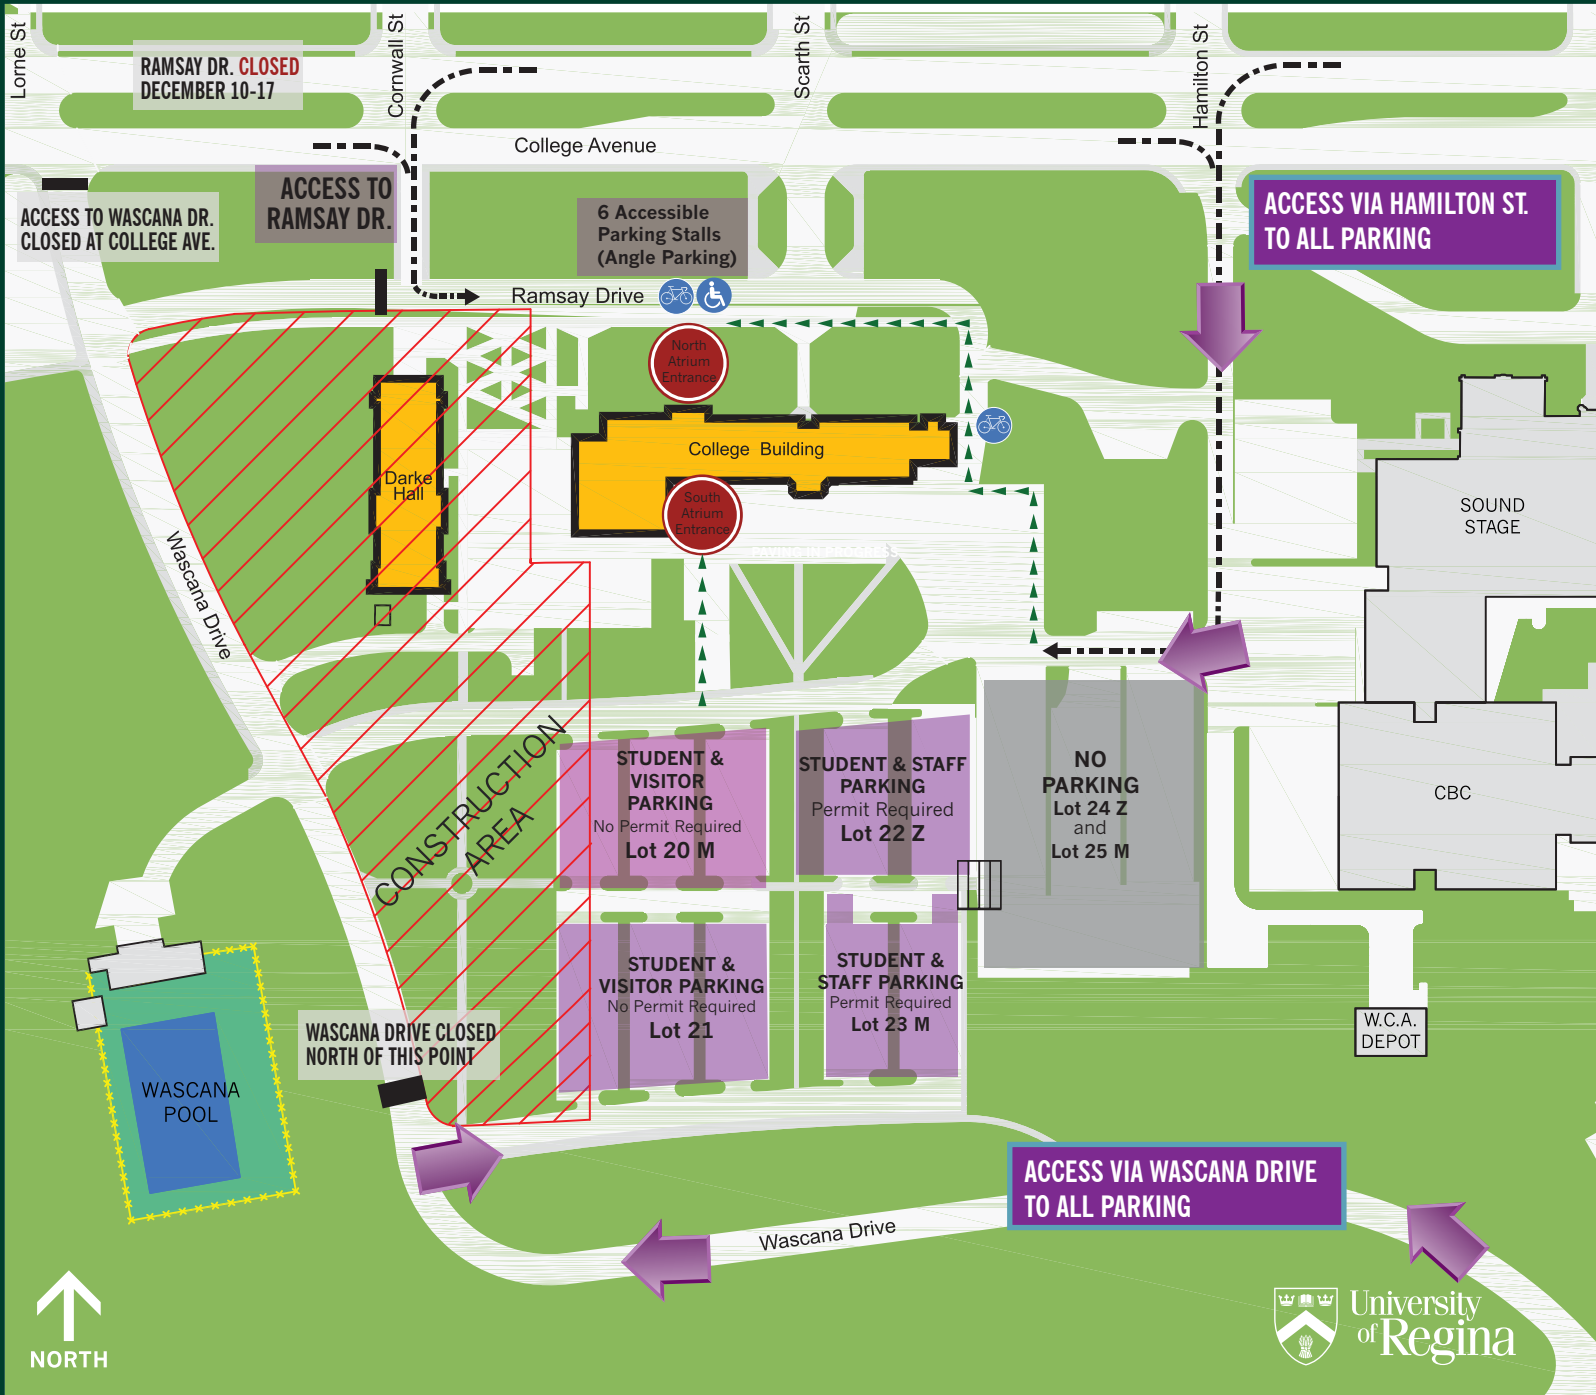 Lorne St
Cornwall St
Scarth St
Hamilton St
RAMSAY DR. CLOSED
DECEMBER 10-17
College Avenue
ACCESS TO
RAMSAY DR.
ACCESS TO WASCANA DR.
CLOSED AT COLLEGE AVE.
6 Accessible
Parking Stalls
(Angle Parking)
ACCESS VIA HAMILTON ST.
TO ALL PARKING
Ramsay Drive
North
Atrium
Entrance
College Building
Darke
Hall
South
Atrium
Entrance
PAVING IN PROGRESS
SOUND
STAGE
Wascana Drive
CONSTRUCTION
AREA
STUDENT &
VISITOR
PARKING
No Permit Required
Lot 20 M
STUDENT & STAFF
PARKING
Permit Required
Lot 22 Z
NO
PARKING
Lot 24 Z
and
Lot 25 M
CBC
STUDENT &
VISITOR PARKING
No Permit Required
Lot 21
STUDENT &
STAFF PARKING
Permit Required
Lot 23 M
W.C.A.
DEPOT
WASCANA DRIVE CLOSED
NORTH OF THIS POINT
WASCANA
POOL
ACCESS VIA WASCANA DRIVE
TO ALL PARKING
Wascana Drive
NORTH
University
of Regina